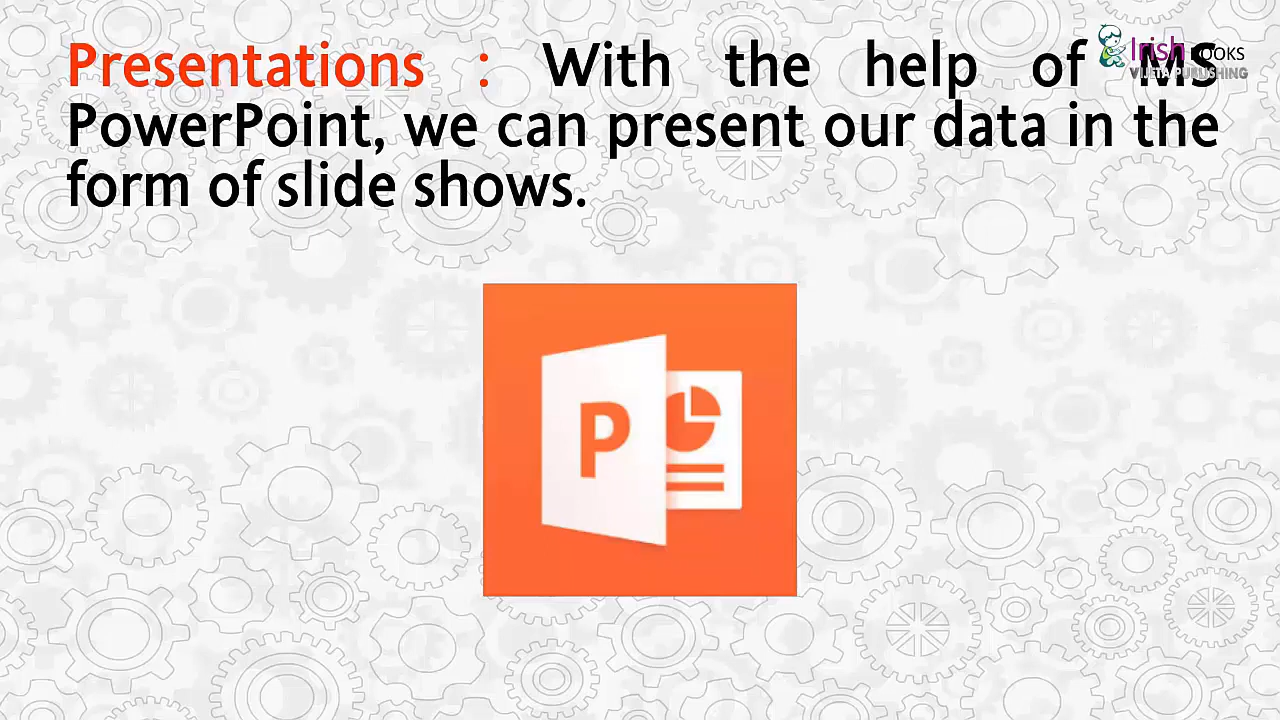 Presentations : With the help of MS
PowerPoint, we can present our data in the
form of slide shows.
Irish BOOKS
VIJETA PUBLISHING
P